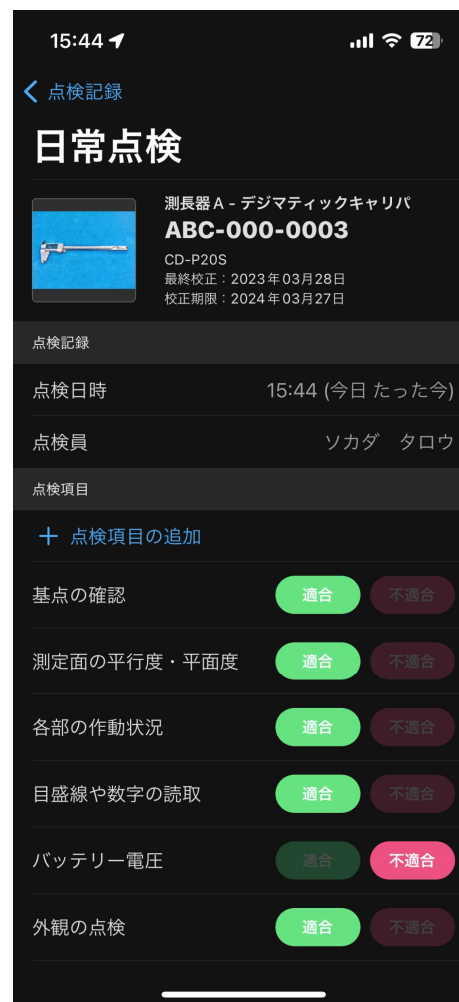 15:44
72
点検記録
日常点検
測長器A - デジマティックキャリパ
ABC-000-0003
CD-P20S
最終校正：2023年03月28日
校正期限：2024年03月27日
点検記録
点検日時 15:44 (今日 たった今)
点検員 ソカダ　タロウ
点検項目
＋ 点検項目の追加
基点の確認 適合 不適合
測定面の平行度・平面度 適合 不適合
各部の作動状況 適合 不適合
目盛線や数字の読取 適合 不適合
バッテリー電圧 適合 不適合
外観の点検 適合 不適合